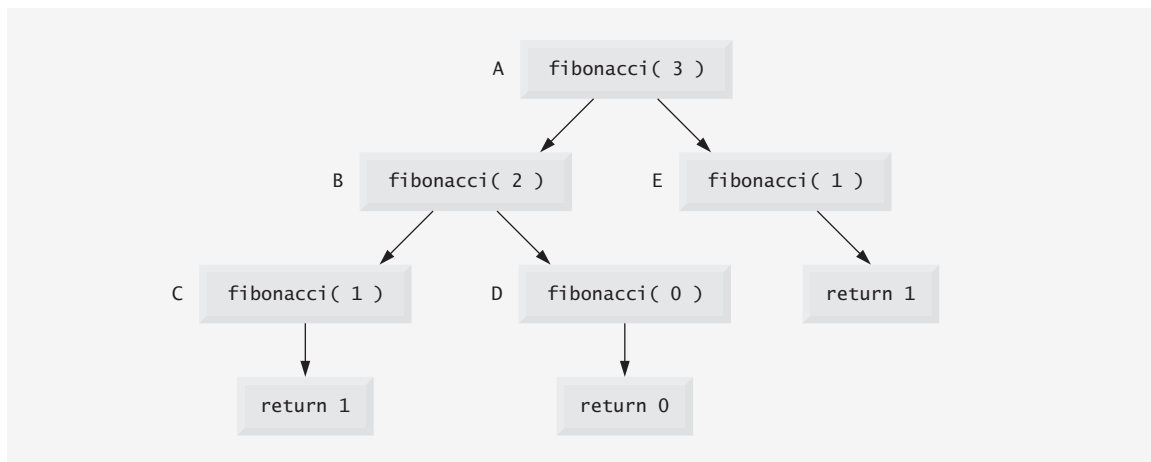 A fibonacci( 3 )
B fibonacci( 2 )
E fibonacci( 1 )
C fibonacci( 1 )
D fibonacci( 0 )
return 1
return 1
return 0